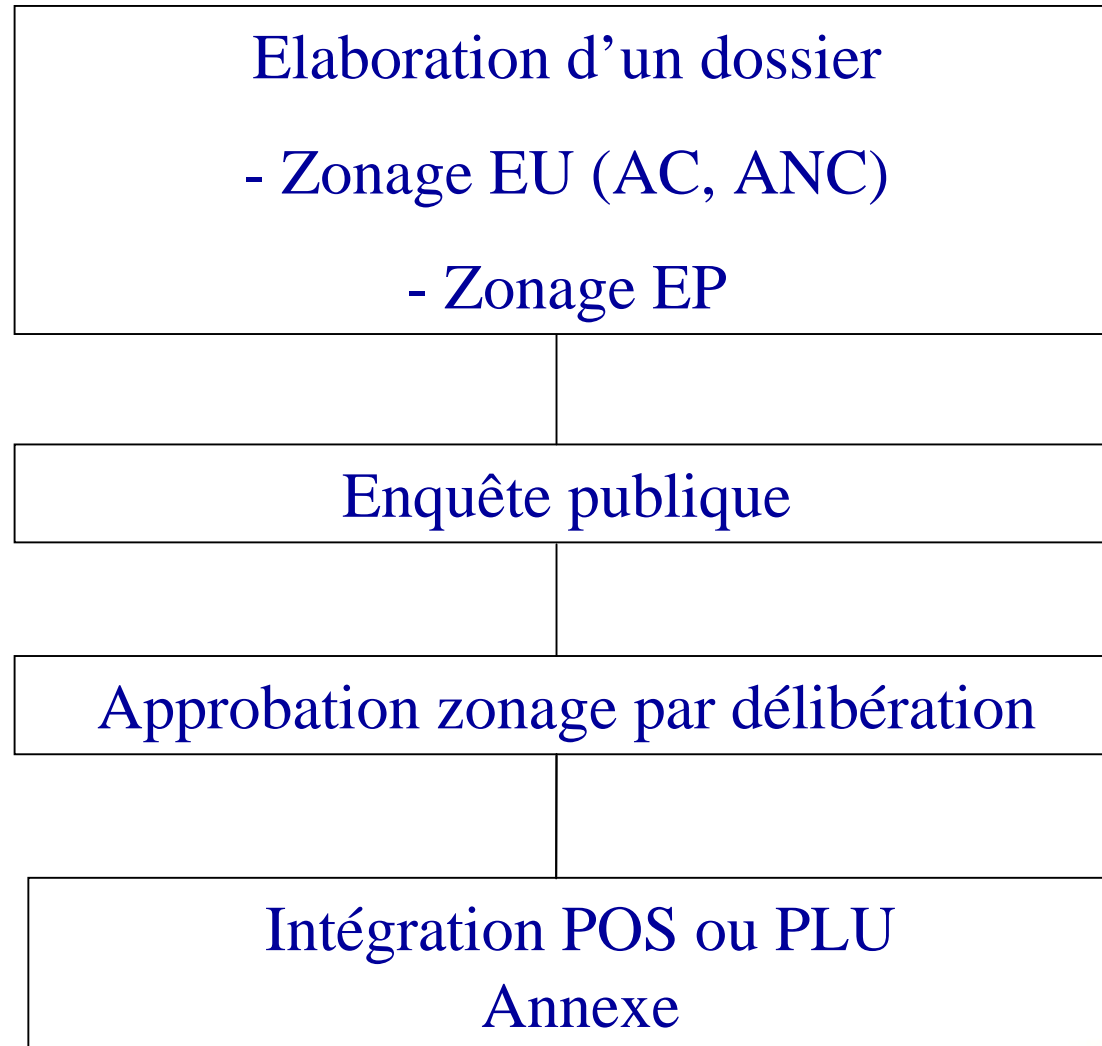 Elaboration d’un dossier
- Zonage EU (AC, ANC)
- Zonage EP
Enquête publique
Approbation zonage par délibération
Intégration POS ou PLU
Annexe